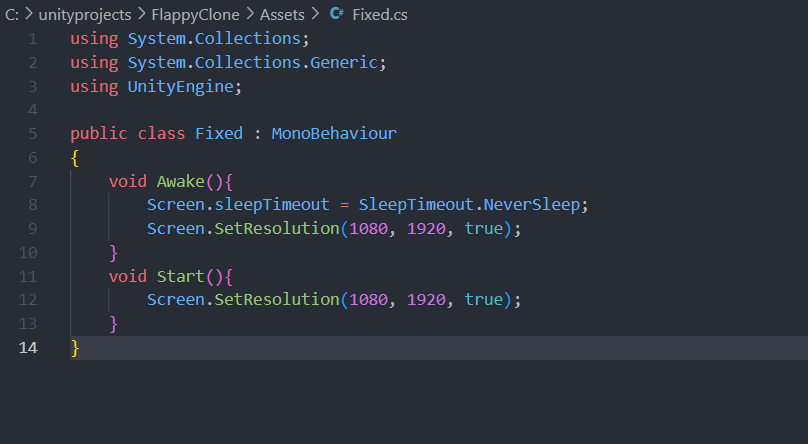 C: > unityprojects > FlappyClone > Assets > C# Fixed.cs
1 using System.Collections;
2 using System.Collections.Generic;
3 using UnityEngine;
4
5 public class Fixed : MonoBehaviour
6 {
7 void Awake(){
8 Screen.sleepTimeout = SleepTimeout.NeverSleep;
9 Screen.SetResolution(1080, 1920, true);
10 }
11 void Start(){
12 Screen.SetResolution(1080, 1920, true);
13 }
14 }